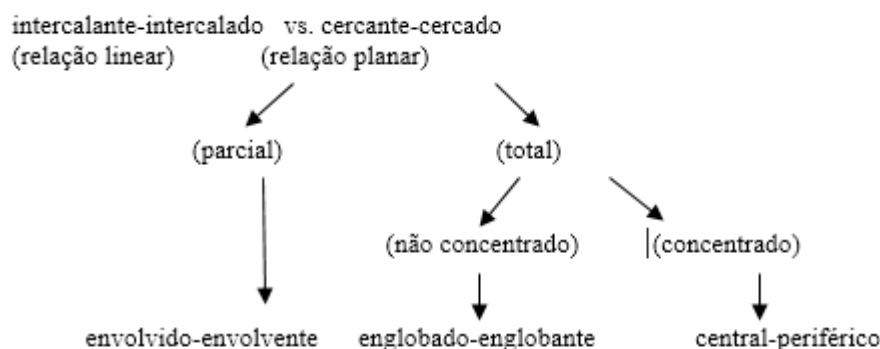 intercalante-intercalado vs. cercante-cercado
(relação linear) (relação planar)
(parcial) (total)
(não concentrado) (concentrado)
envolvido-envolvente englobado-englobante central-periférico